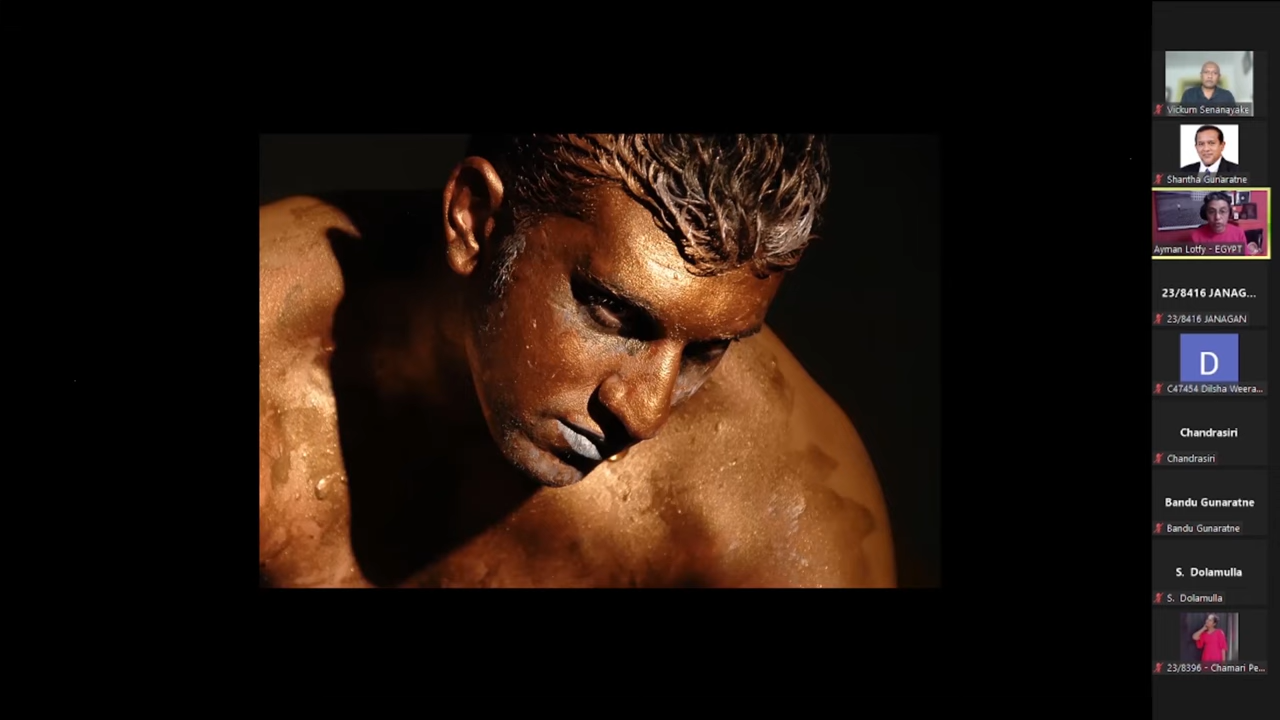 Vickum Senanayake
Shantha Gunaratne
Ayman Lotfy - EGYPT
23/8416 JANAG...
23/8416 JANAGAN
D
C47454 Dilsha Weera...
Chandrasiri
Chandrasiri
Bandu Gunaratne
Bandu Gunaratne
S. Dolamulla
S. Dolamulla
23/8396 - Chamari Pe...